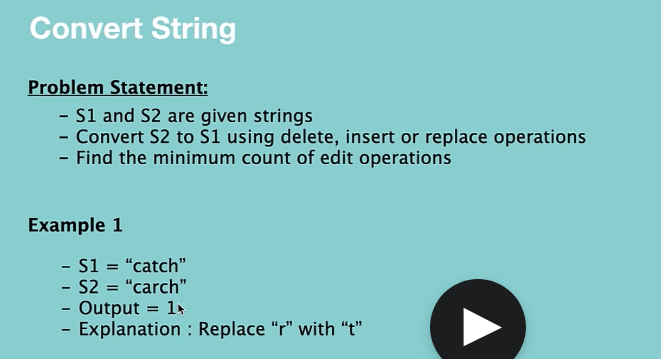 Convert String
Problem Statement:
– S1 and S2 are given strings
– Convert S2 to S1 using delete, insert or replace operations
– Find the minimum count of edit operations
Example 1
– S1 = “catch”
– S2 = “carch”
– Output = 1
– Explanation : Replace “r” with “t”